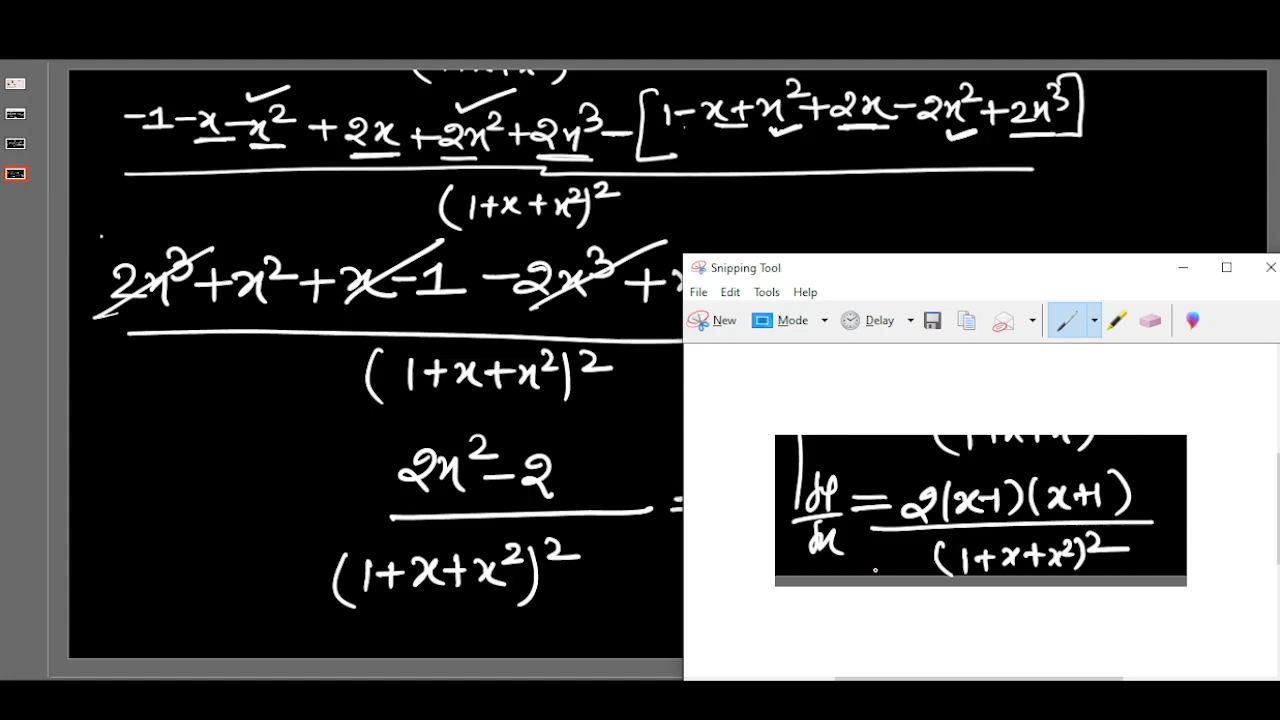 -1-x-x²+2x+2x²+2x³-[1-x+x²+2x-2x²+2x³]
(1+x+x²)²
2x³+x²+x-1-2x³+
(1+x+x²)²
2x²-2 =
(1+x+x²)²
Snipping Tool
File Edit Tools Help
New Mode Delay
dy/dx = 2(x-1)(x+1)
(1+x+x²)²